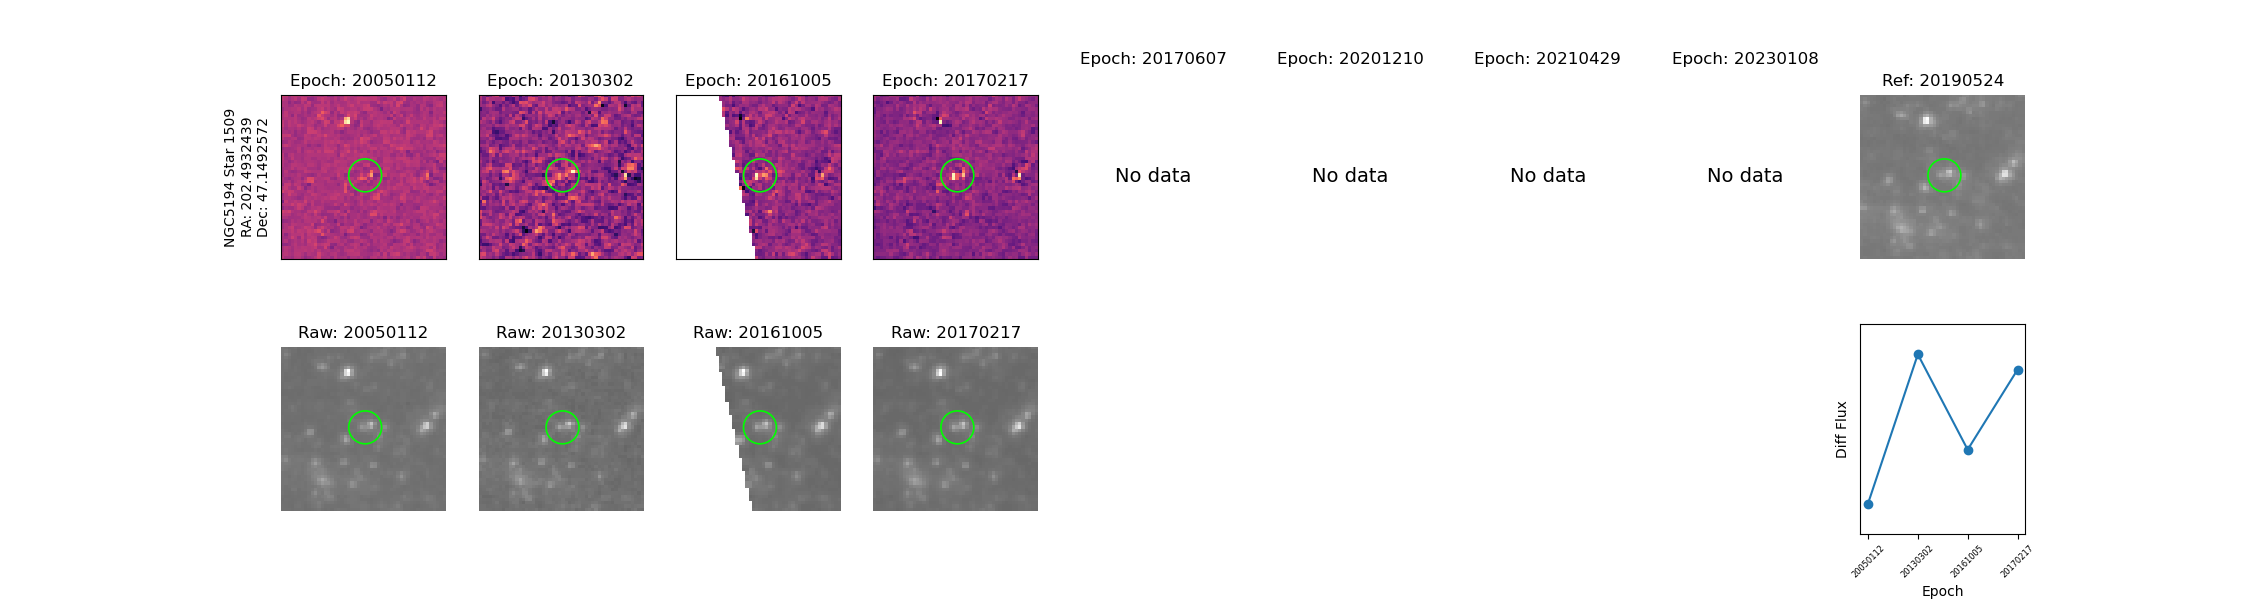 NGC5194 Star 1509
RA: 202.4932439
Dec: 47.1492572
Epoch: 20050112
Epoch: 20130302
Epoch: 20161005
Epoch: 20170217
Epoch: 20170607
Epoch: 20201210
Epoch: 20210429
Epoch: 20230108
Ref: 20190524
No data
No data
No data
No data
Raw: 20050112
Raw: 20130302
Raw: 20161005
Raw: 20170217
Diff Flux
20050112
20130302
20161005
20170217
Epoch